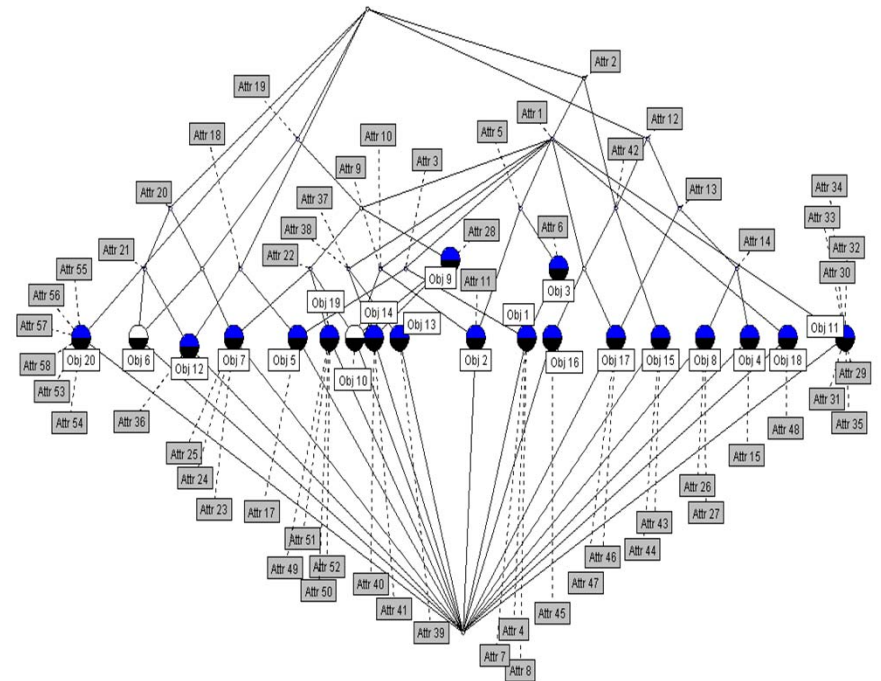 Attr 2
Attr 19
Attr 5
Attr 1
Attr 12
Attr 18
Attr 10
Attr 42
Attr 9
Attr 3
Attr 34
Attr 20
Attr 37
Attr 13
Attr 33
Attr 6
Attr 38
Attr 28
Attr 14
Attr 32
Attr 21
Attr 22
Attr 30
Attr 55
Obj 9
Attr 11
Obj 3
Attr 56
Obj 19
Obj 14
Obj 1
Attr 57
Obj 13
Obj 11
Obj 20
Obj 6
Obj 12
Obj 7
Obj 5
Obj 10
Obj 2
Obj 16
Obj 17
Obj 15
Obj 8
Obj 4
Obj 18
Attr 58
Attr 29
Attr 53
Attr 31
Attr 54
Attr 36
Attr 48
Attr 35
Attr 25
Attr 15
Attr 24
Attr 26
Attr 23
Attr 17
Attr 43
Attr 27
Attr 51
Attr 46
Attr 44
Attr 49
Attr 52
Attr 40
Attr 47
Attr 50
Attr 41
Attr 45
Attr 39
Attr 4
Attr 7
Attr 8